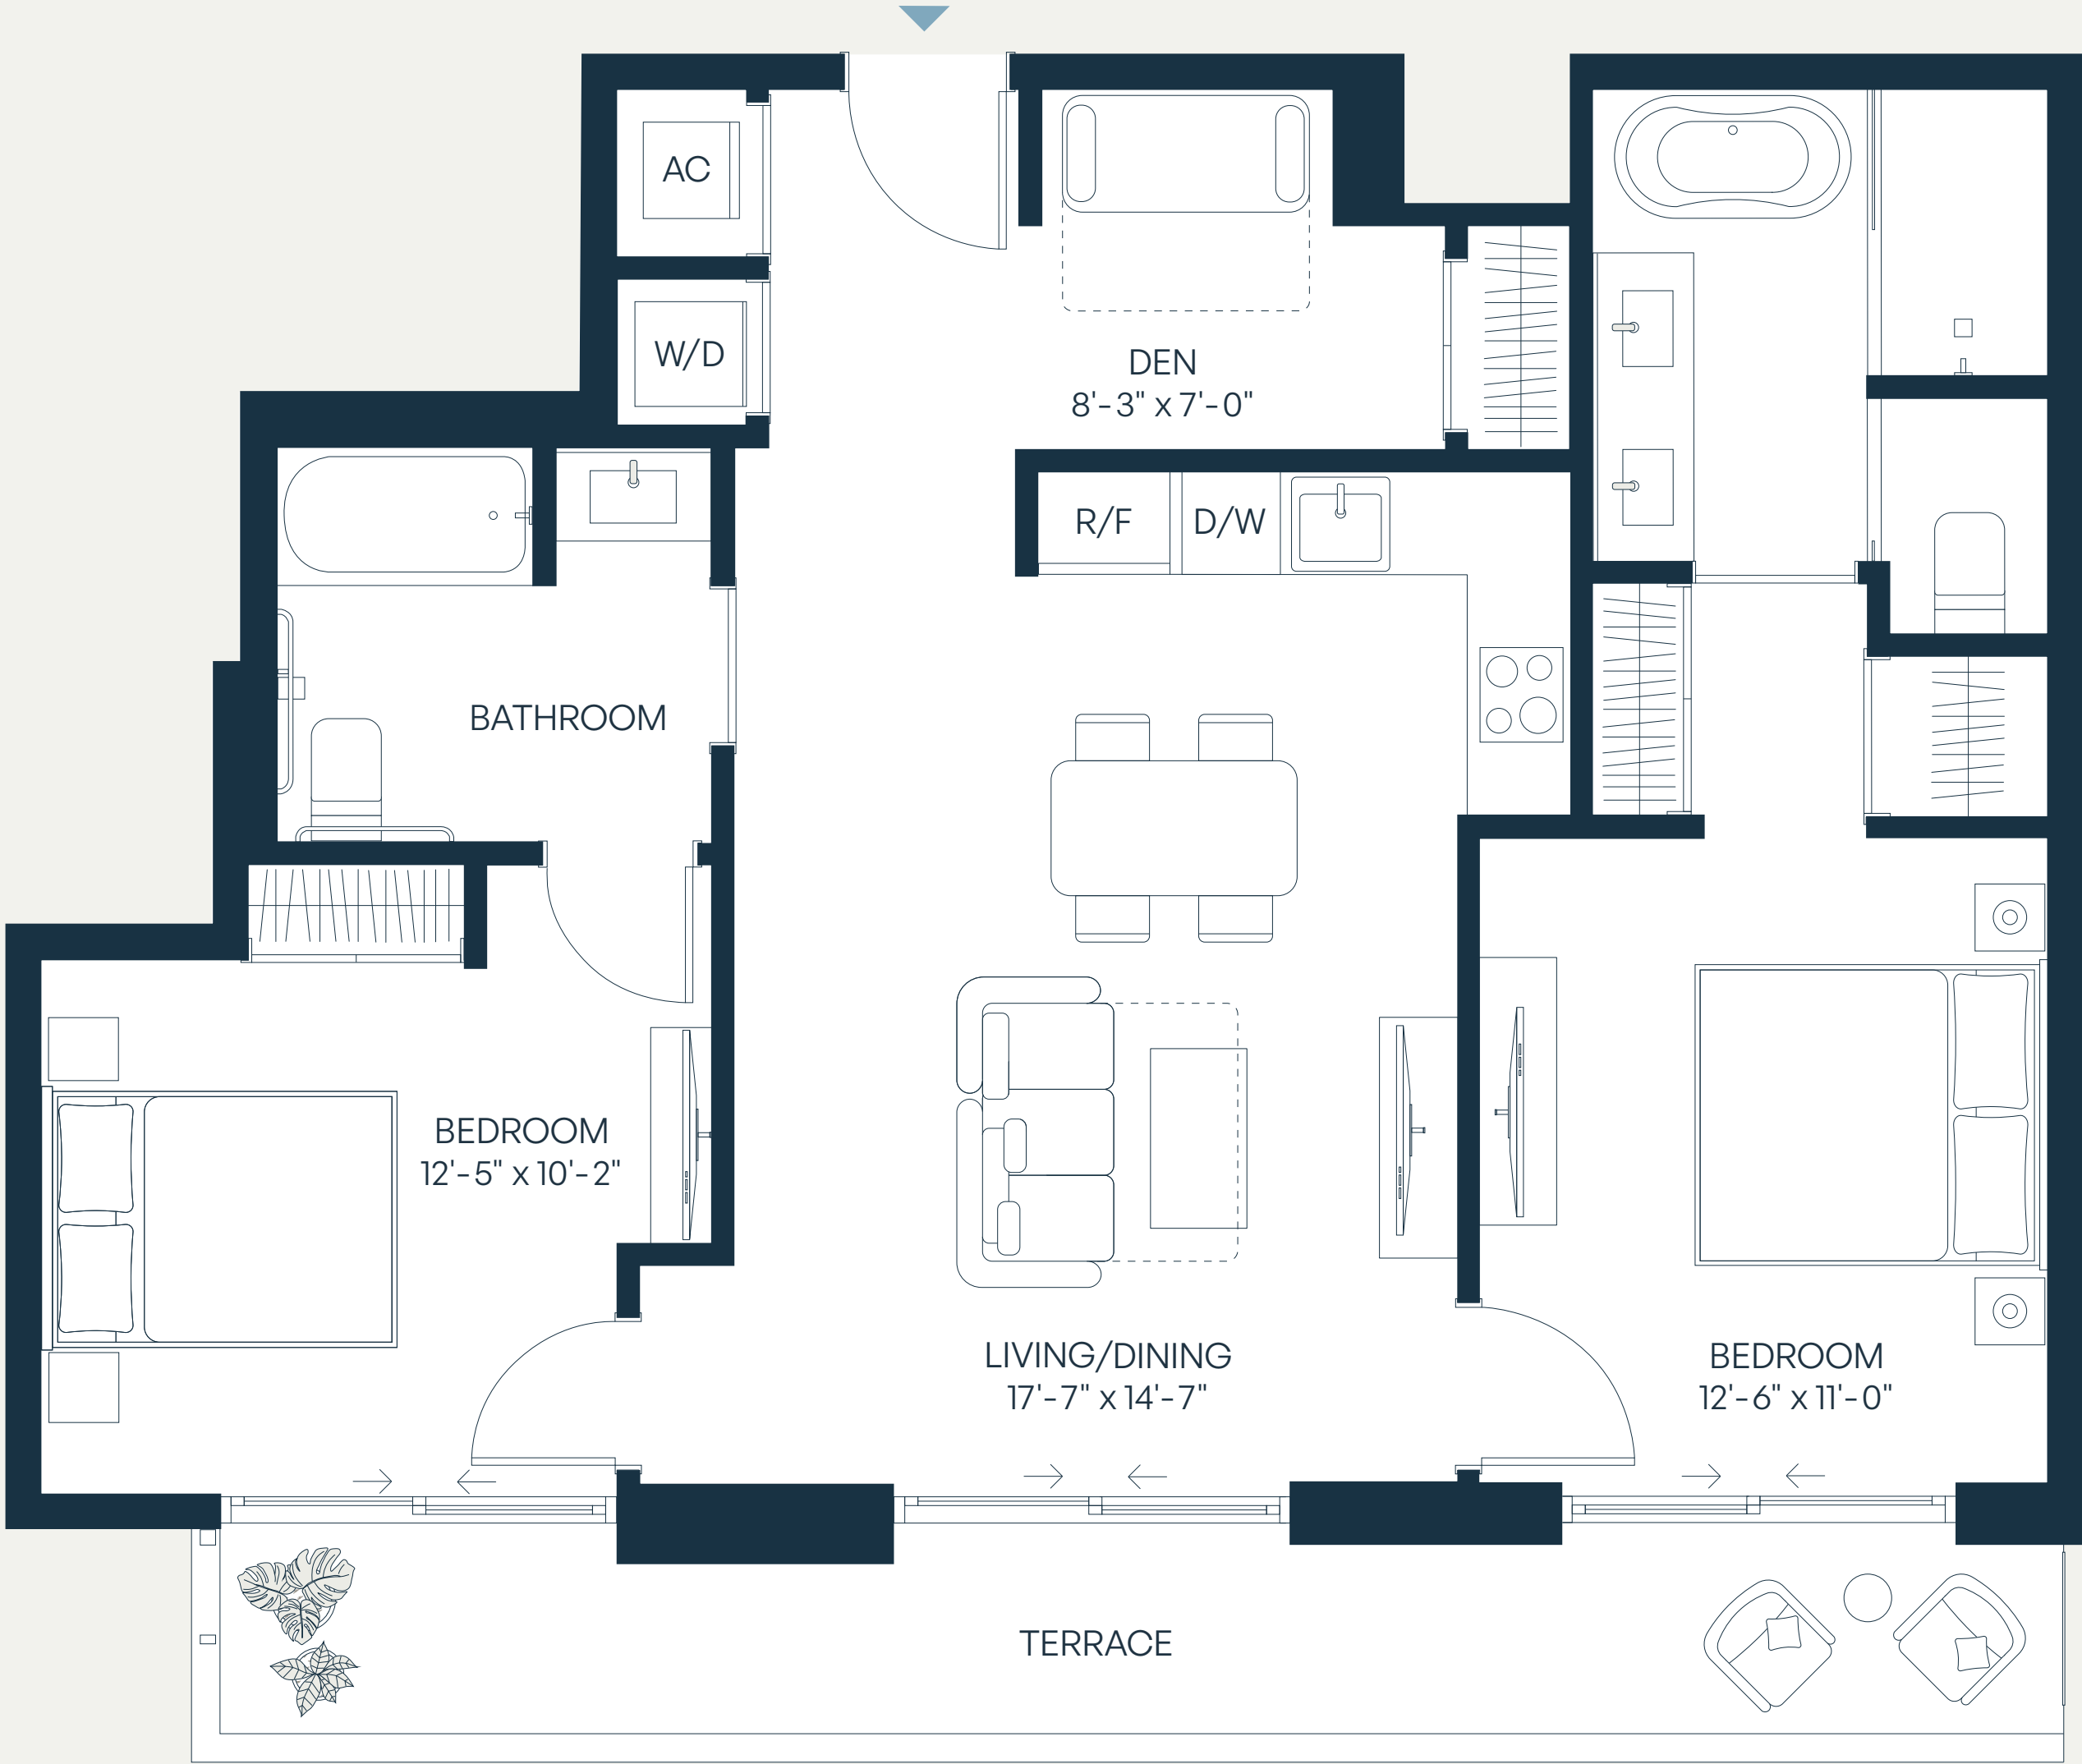 AC
W/D
DEN
8'-3" x 7'-0"
R/F
D/W
BATHROOM
BEDROOM
12'-5" x 10'-2"
LIVING/DINING
17'-7" x 14'-7"
BEDROOM
12'-6" x 11'-0"
TERRACE